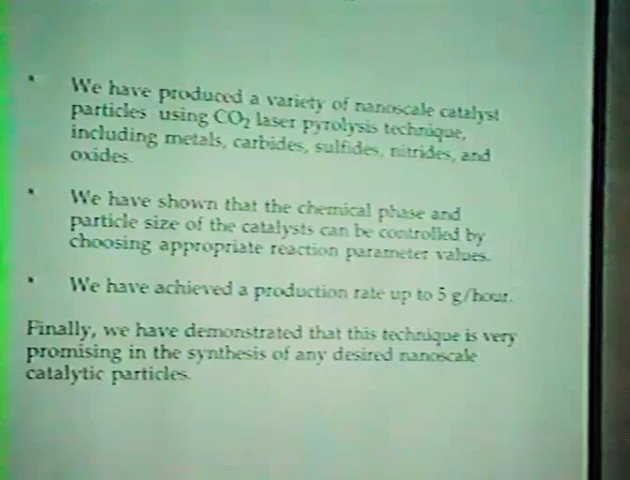 • We have produced a variety of nanoscale catalyst
particles using CO₂ laser pyrolysis technique,
including metals, carbides, sulfides, nitrides, and
oxides.
• We have shown that the chemical phase and
particle size of the catalysts can be controlled by
choosing appropriate reaction parameter values.
• We have achieved a production rate up to 5 g/hour.
Finally, we have demonstrated that this technique is very
promising in the synthesis of any desired nanoscale
catalytic particles.